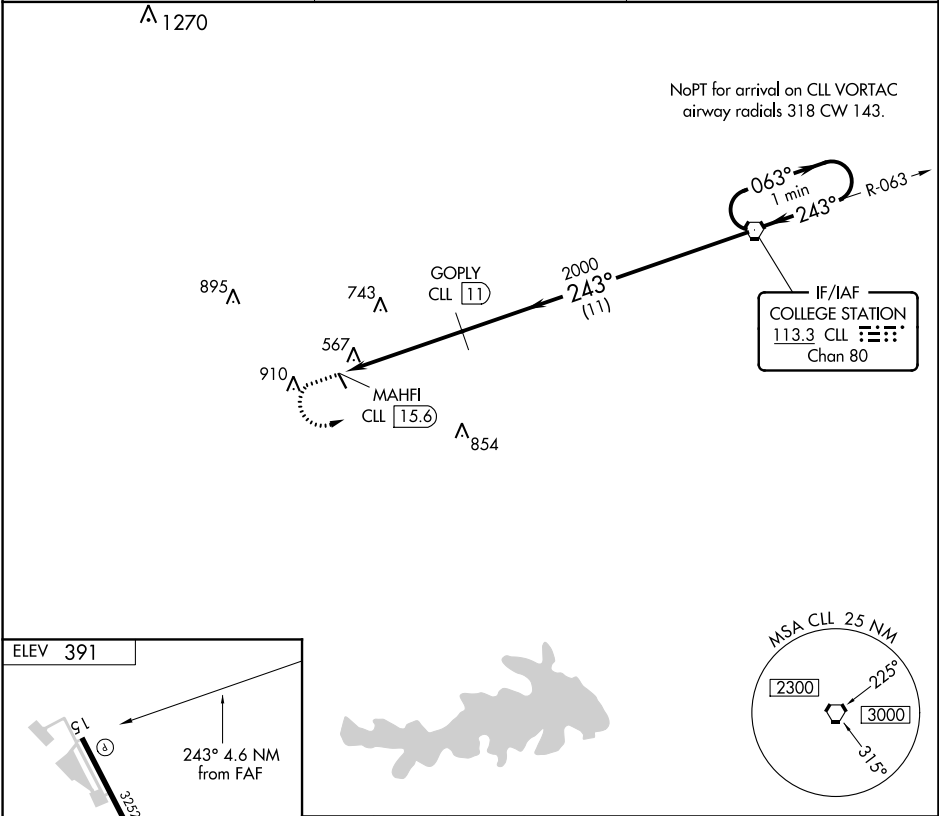 1270
NoPT for arrival on CLL VORTAC
airway radials 318 CW 143.
063°
1 min
243°
R-063
2000
243°
(11)
GOPLY
CLL 11
IF/IAF
COLLEGE STATION
113.3 CLL
Chan 80
895
743
567
910
MAHFI
CLL 15.6
854
ELEV 391
15
P
3252
243° 4.6 NM
from FAF
MSA CLL 25 NM
2300
225°
3000
315°